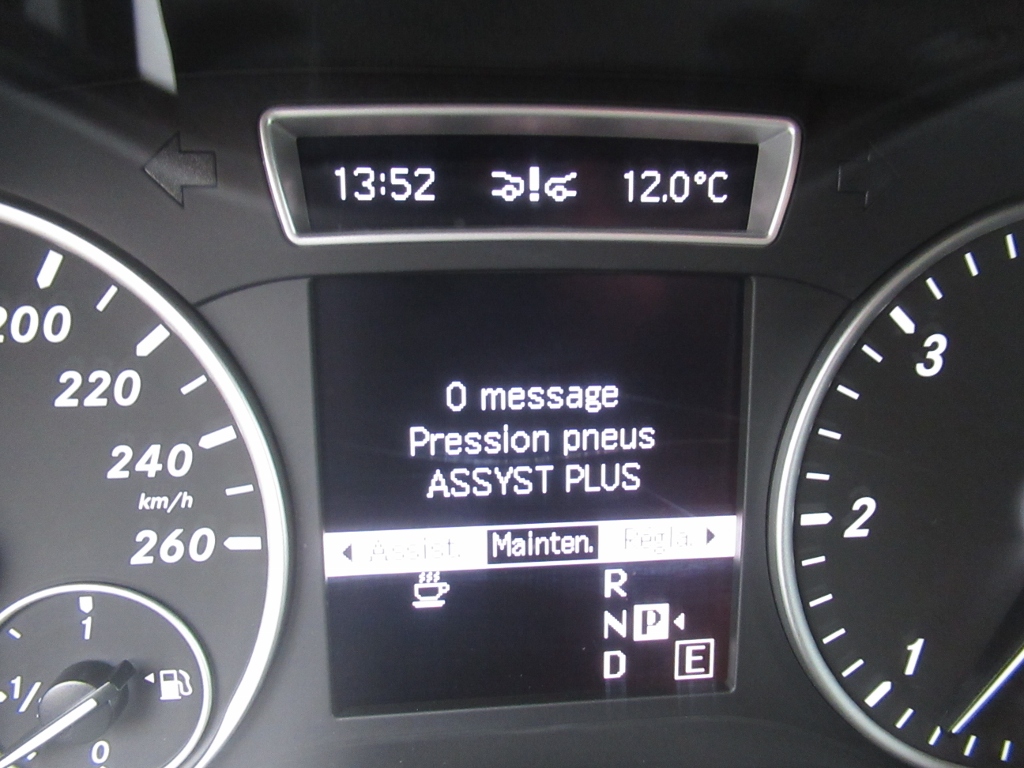 13:52 12.0°C
200
220
240
km/h
260
0 message
Pression pneus
ASSYST PLUS
Assist. Mainten. Régla.
R
N P
D E
1
1/
0
3
2
1